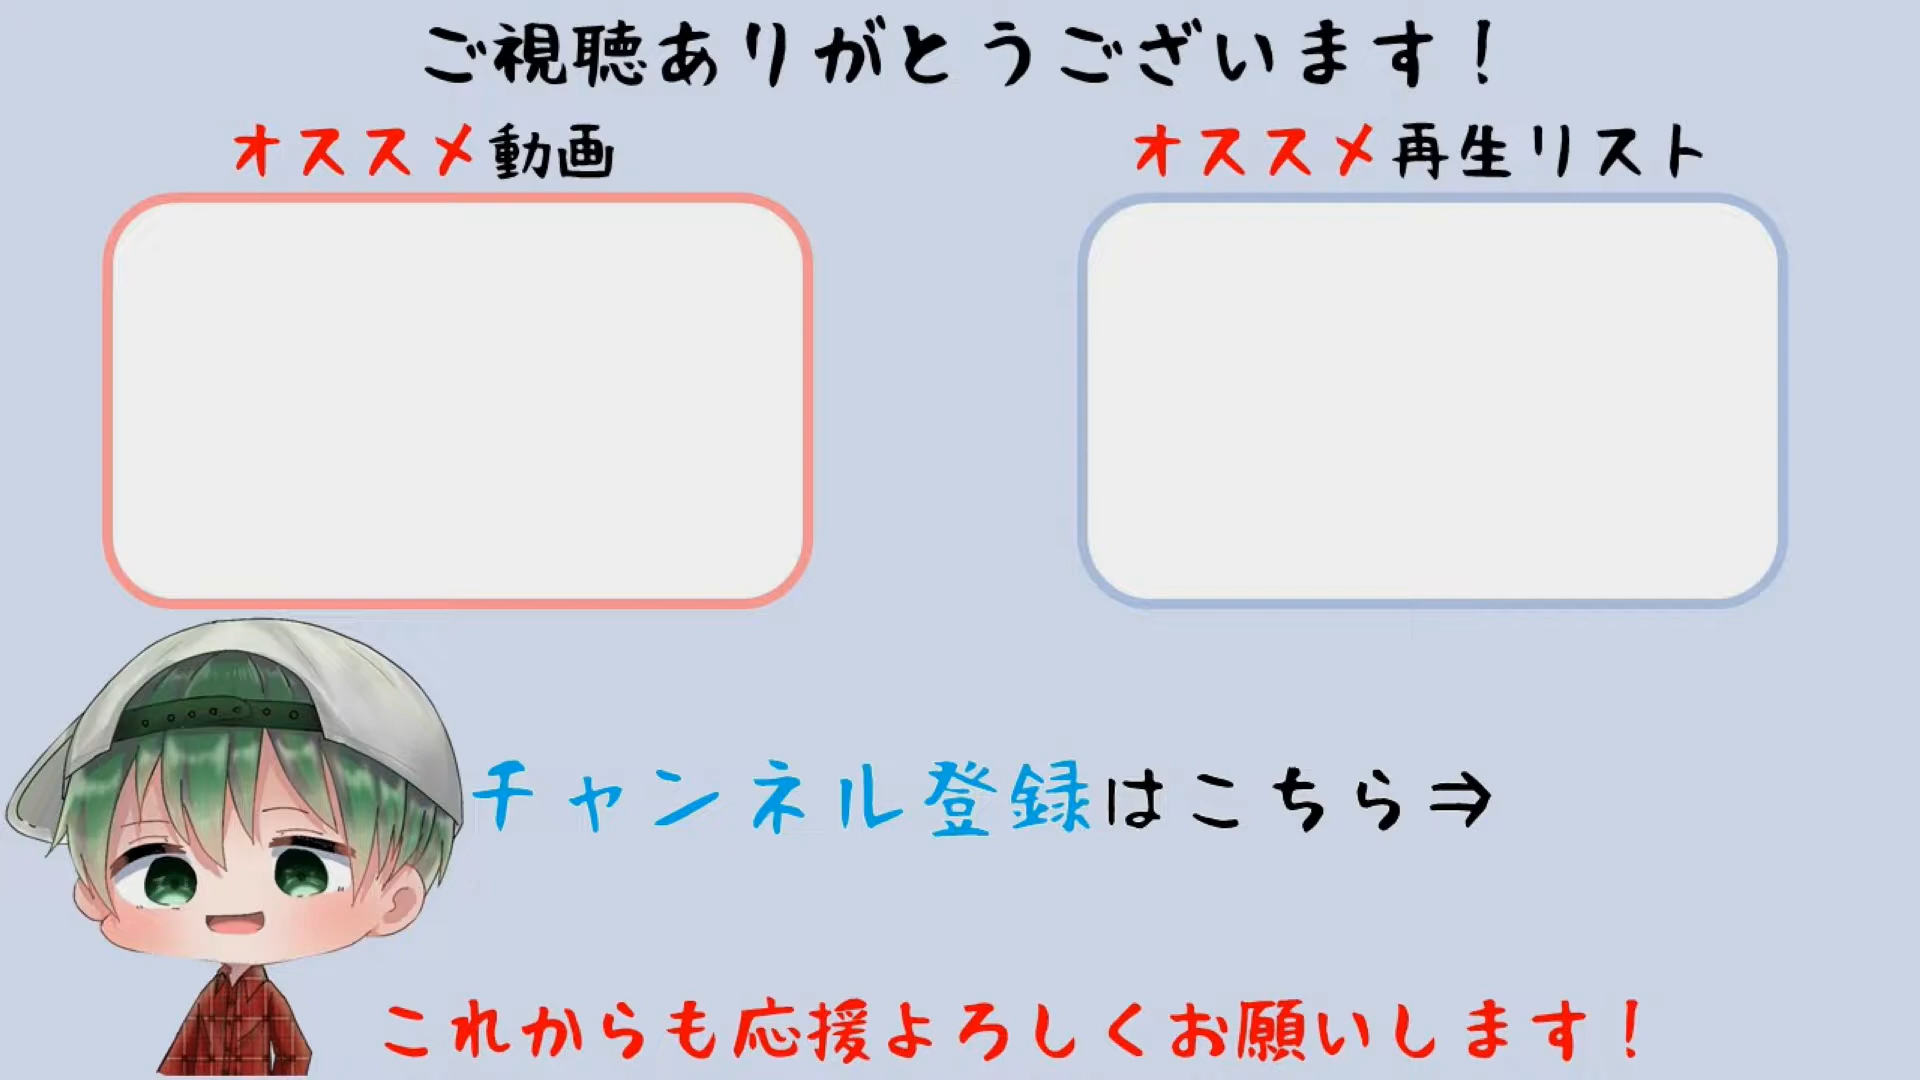 ご視聴ありがとうございます！
オススメ動画
オススメ再生リスト
チャンネル登録はこちら⇒
これからも応援よろしくお願いします！